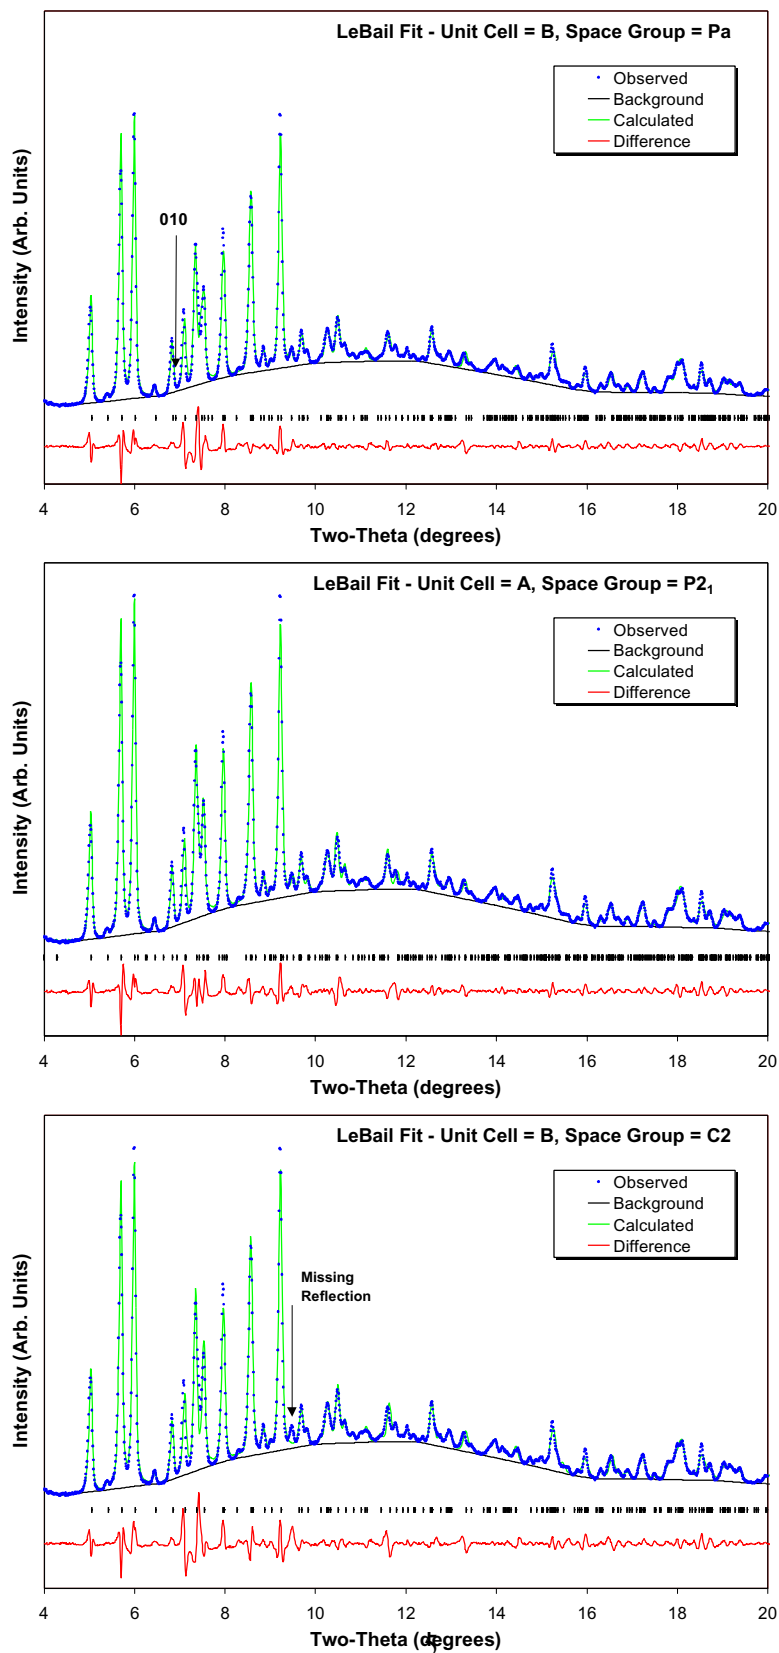 LeBail Fit - Unit Cell = B, Space Group = Pa
Observed
Background
Calculated
Difference
010
Intensity (Arb. Units)
4 6 8 10 12 14 16 18 20
Two-Theta (degrees)
LeBail Fit - Unit Cell = A, Space Group = P2₁
Observed
Background
Calculated
Difference
Intensity (Arb. Units)
4 6 8 10 12 14 16 18 20
Two-Theta (degrees)
LeBail Fit - Unit Cell = B, Space Group = C2
Observed
Background
Calculated
Difference
Missing
Reflection
Intensity (Arb. Units)
4 6 8 10 12 14 16 18 20
Two-Theta (degrees)